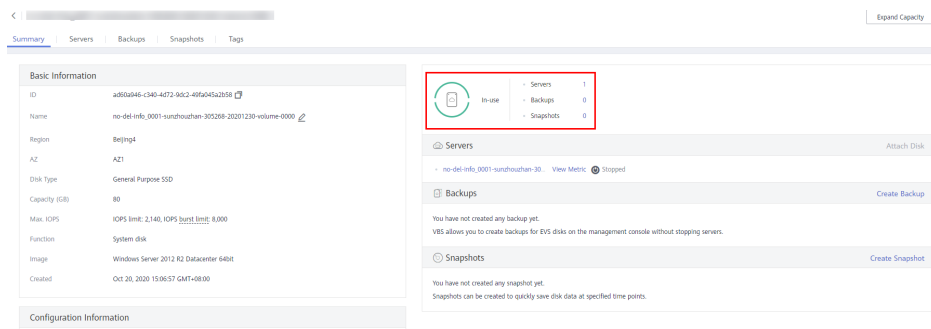 Expand Capacity
Summary
Servers
Backups
Snapshots
Tags
Basic Information
ID ad60a946-c340-4d72-9dc2-49fa045a2b58
Name no-del-info_0001-sunzhouzhan-305268-20201230-volume-0000
Region Beijing4
AZ AZ1
Disk Type General Purpose SSD
Capacity (GB) 80
Max. IOPS IOPS limit: 2,140, IOPS burst limit: 8,000
Function System disk
Image Windows Server 2012 R2 Datacenter 64bit
Created Oct 20, 2020 15:06:57 GMT+08:00
Configuration Information
In-use
Servers 1
Backups 0
Snapshots 0
Servers Attach Disk
no-del-info_0001-sunzhouzhan-30... View Metric Stopped
Backups Create Backup
You have not created any backup yet.
VBS allows you to create backups for EVS disks on the management console without stopping servers.
Snapshots Create Snapshot
You have not created any snapshot yet.
Snapshots can be created to quickly save disk data at specified time points.